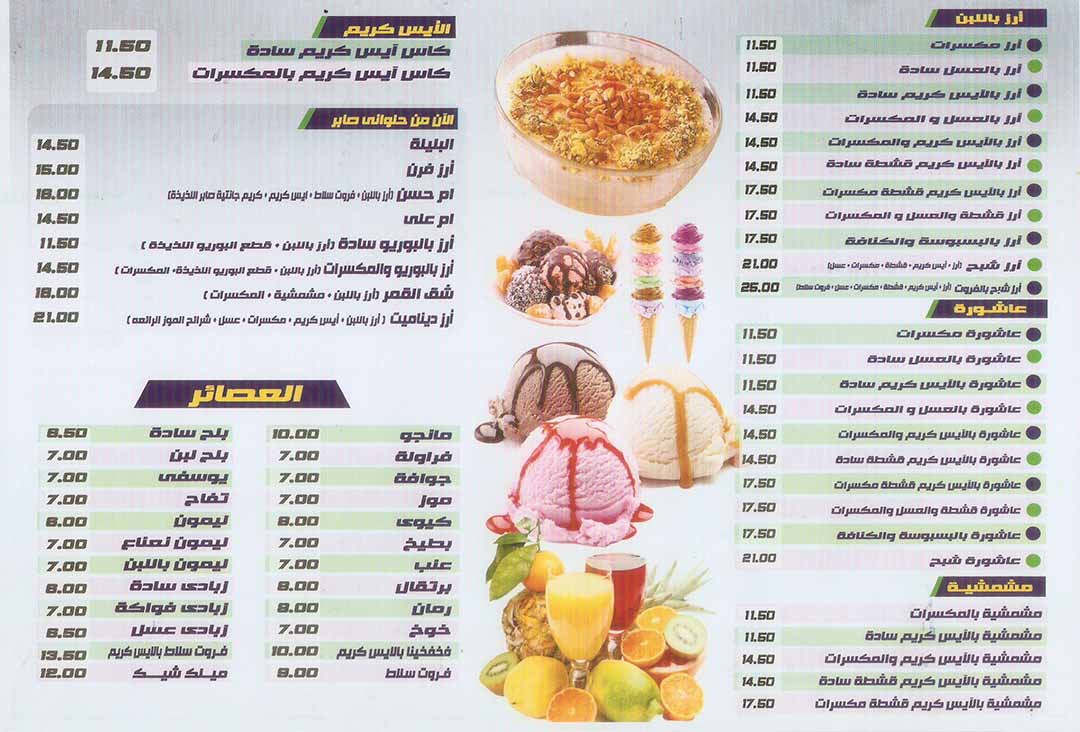 أرز باللبن
أرز مكسرات 11.50
أرز بالعسل سادة 11.50
أرز بالأيس كريم سادة 11.50
أرز بالعسل و المكسرات 14.50
أرز بالأيس كريم والمكسرات 14.50
أرز بالأيس كريم قشطة سادة 14.50
أرز بالأيس كريم قشطة مكسرات 17.50
أرز قشطة والعسل و المكسرات 17.50
أرز بالبسبوسة والكنافة 17.50
أرز شبح (أرز + أيس كريم + قشطة + مكسرات + عسل) 21.00
أرز شبح بالفروت (أرز + أيس كريم + قشطة + مكسرات + عسل + فروت سلاط) 25.00
عاشورة
عاشورة مكسرات 11.50
عاشورة بالعسل سادة 11.50
عاشورة بالأيس كريم سادة 11.50
عاشورة بالعسل و المكسرات 14.50
عاشورة بالأيس كريم والمكسرات 14.50
عاشورة بالأيس كريم قشطة سادة 14.50
عاشورة بالأيس كريم قشطة مكسرات 17.50
عاشورة قشطة والعسل والمكسرات 17.50
عاشورة بالبسبوسة والكنافة 17.50
عاشورة شبح 21.00
مشمشية
مشمشية بالمكسرات 11.50
مشمشية بالأيس كريم سادة 11.50
مشمشية بالأيس كريم والمكسرات 14.50
مشمشية بالأيس كريم قشطة سادة 14.50
مشمشية بالأيس كريم قشطة مكسرات 17.50
الأيس كريم
كاس آيس كريم سادة 11.50
كاس آيس كريم بالمكسرات 14.50
الآن من حلوانى صابر
البليلة 14.50
أرز فرن 15.00
ام حسن (أرز باللبن + فروت سلاط + ايس كريم + كريم جانتية صابر اللذيذة) 18.00
ام على 14.50
أرز بالبوريو سادة (أرز باللبن + قطع البوريو اللذيذة ) 11.50
أرز بالبوريو والمكسرات (أرز باللبن + قطع البوريو اللذيذة+ المكسرات ) 14.50
شق القمر (أرز باللبن + مشمشية + المكسرات ) 18.00
أرز ديناميت ( أرز باللبن + أيس كريم + مكسرات + عسل + شرائح الموز الرائعه ) 21.00
العصائر
مانجو 10.00
فراولة 7.00
جوافة 7.00
موز 7.00
كيوى 8.00
بطيخ 7.00
عنب 7.00
برتقال 8.00
رمان 8.00
خوخ 7.00
فخفخينا بالايس كريم 10.00
فروت سلاط 9.00
بلح سادة 6.50
بلح لبن 7.00
يوسفى 7.00
تفاح 7.00
ليمون 6.00
ليمون نعناع 7.00
ليمون باللبن 7.00
زبادى سادة 6.00
زبادى فواكة 7.00
زبادى عسل 6.50
فروت سلاط بالايس كريم 13.50
ميلك شيك 12.00